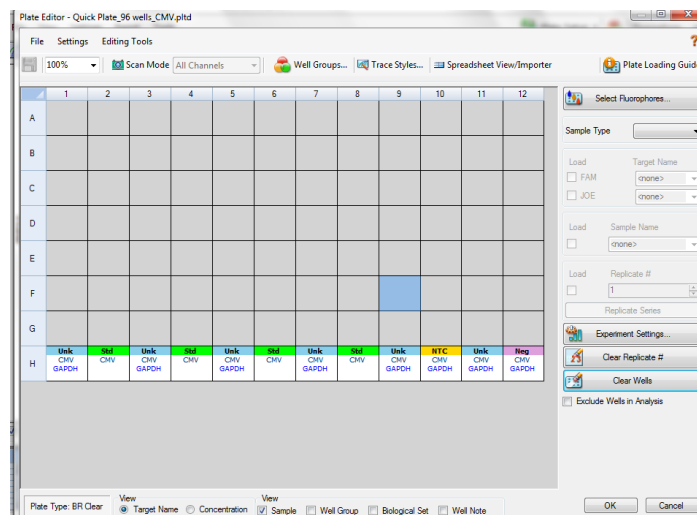 Plate Editor - Quick Plate_96 wells_CMV.pltd
File Settings Editing Tools ?
100% Scan Mode All Channels Well Groups... Trace Styles... Spreadsheet View/Importer Plate Loading Guide
1 2 3 4 5 6 7 8 9 10 11 12
Select Fluorophores...
A
Sample Type
B
Load Target Name
FAM <none>
C
JOE <none>
D
Load Sample Name
<none>
E
Load Replicate #
F
1
Replicate Series
G
Experiment Settings...
Unk Std Unk Std Unk Std Unk Std Unk NTC Unk Neg
H CMV CMV CMV CMV CMV CMV CMV CMV CMV CMV CMV CMV
GAPDH GAPDH GAPDH GAPDH GAPDH GAPDH GAPDH GAPDH
Clear Replicate #
Clear Wells
Exclude Wells in Analysis
Plate Type: BR Clear
View
Target Name Concentration
View
Sample Well Group Biological Set Well Note
OK Cancel